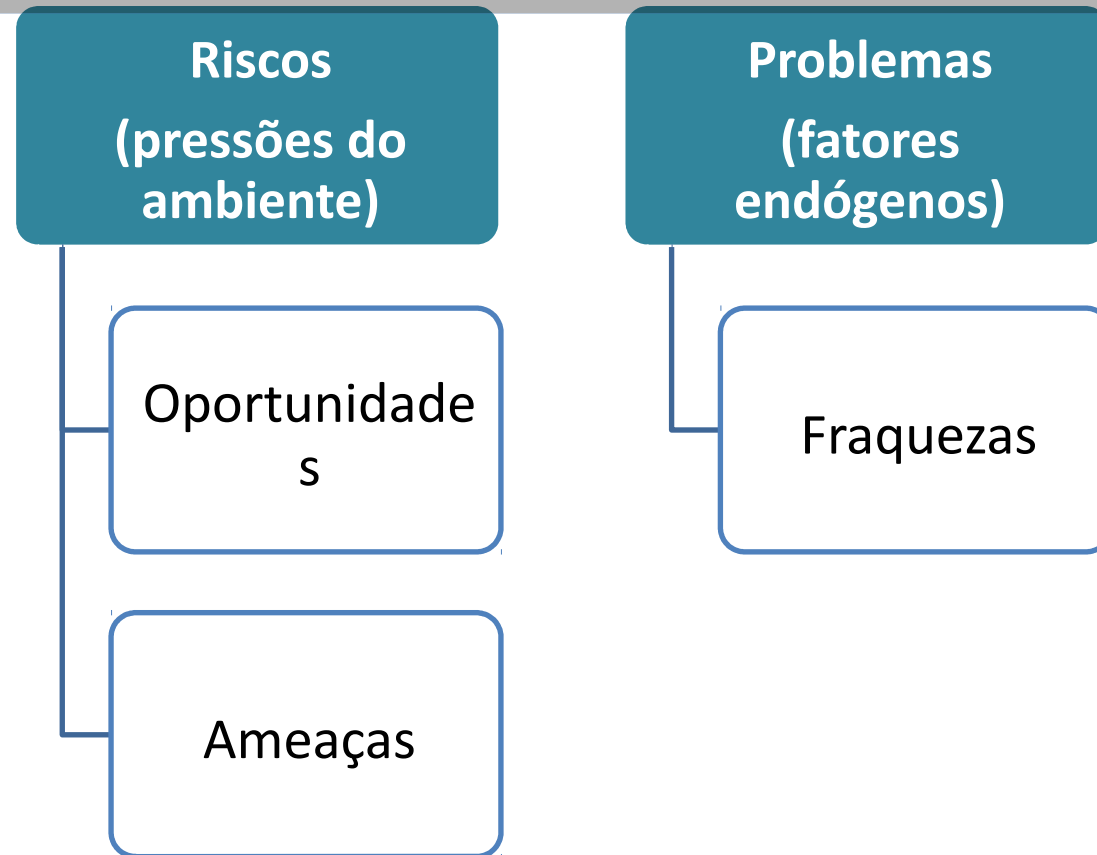 Riscos
(pressões do
ambiente)
Oportunidade
s
Ameaças
Problemas
(fatores
endógenos)
Fraquezas